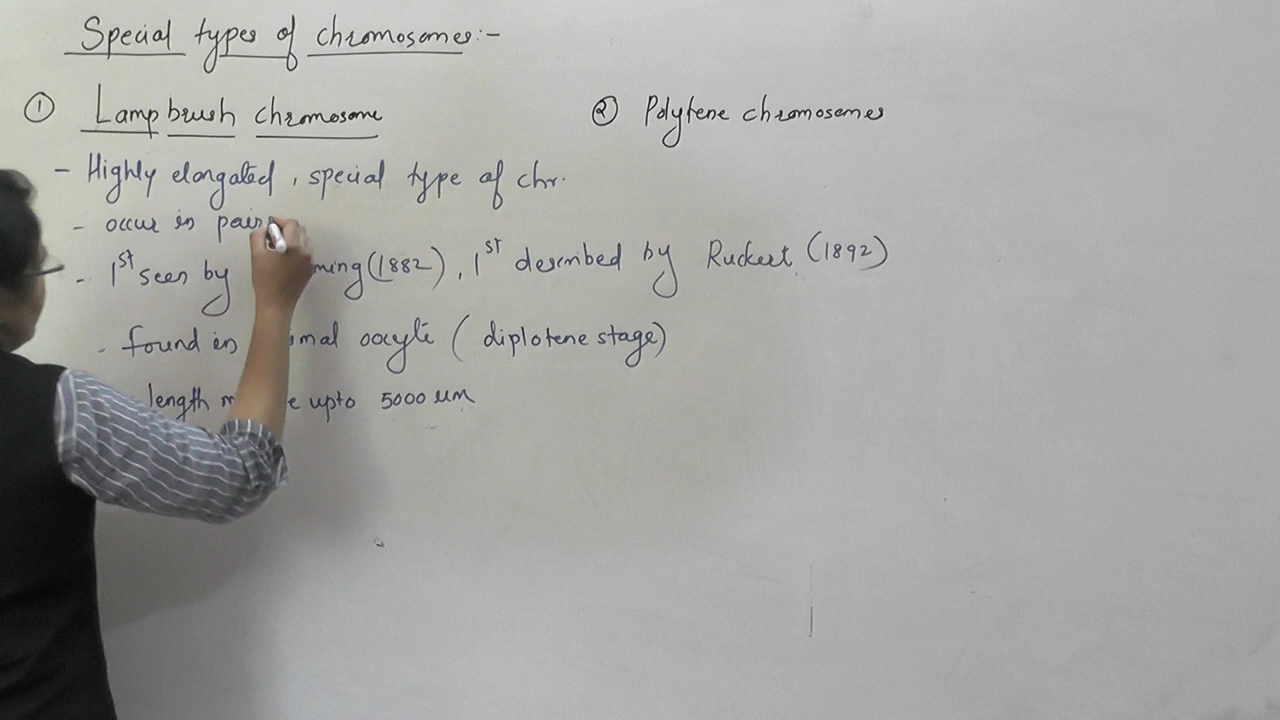 Special types of chromosomes:-
① Lampbrush chromosome
② Polytene chromosomes
- Highly elongated, special type of chr.
- occur in pairs
- 1st seen by ming (1882), 1st described by Ruckert (1892)
- found in mal oocyte (diplotene stage)
length m e upto 5000 um